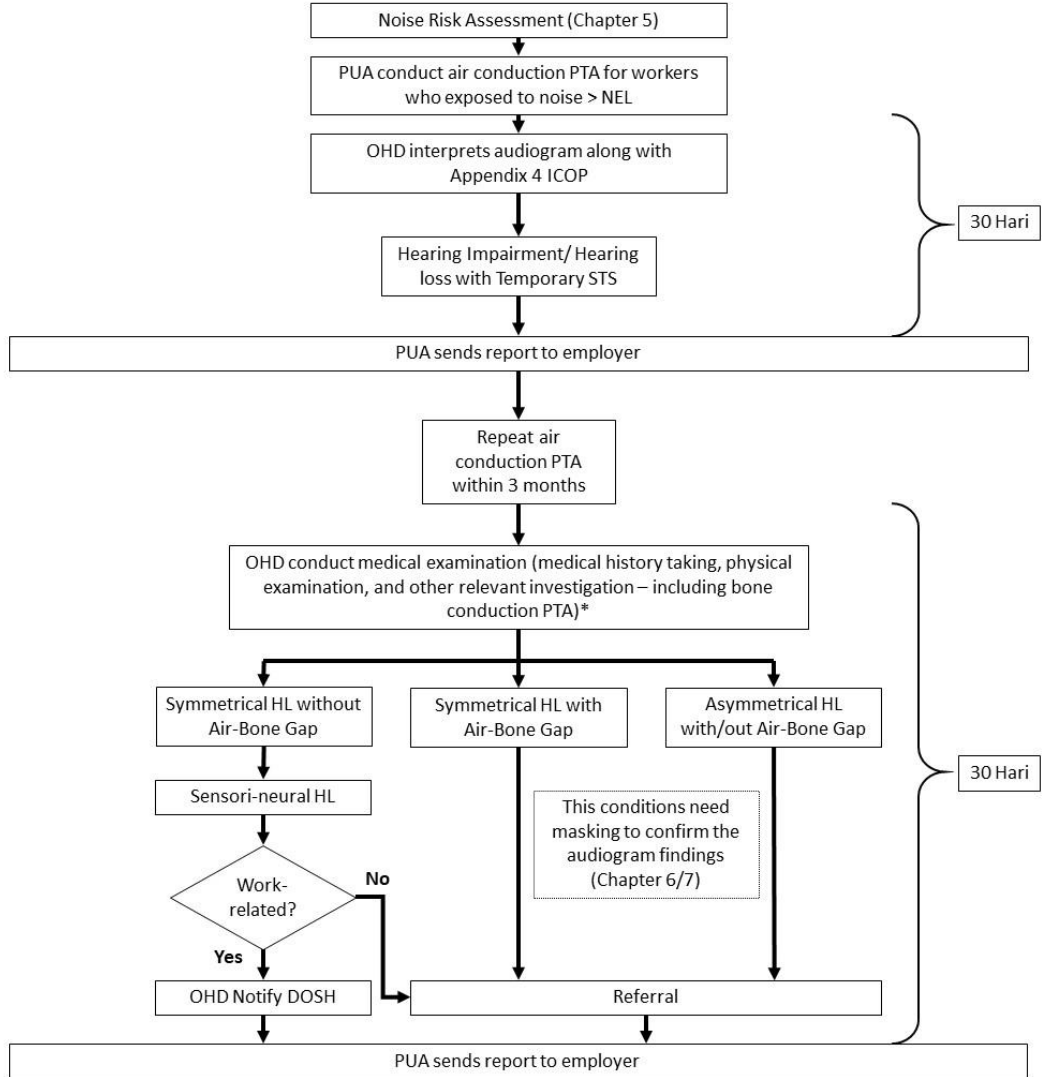 Noise Risk Assessment (Chapter 5)
PUA conduct air conduction PTA for workers
who exposed to noise > NEL
OHD interprets audiogram along with
Appendix 4 ICOP
30 Hari
Hearing Impairment/ Hearing
loss with Temporary STS
PUA sends report to employer
Repeat air
conduction PTA
within 3 months
OHD conduct medical examination (medical history taking, physical
examination, and other relevant investigation – including bone
conduction PTA)*
Symmetrical HL without
Air-Bone Gap
Symmetrical HL with
Air-Bone Gap
Asymmetrical HL
with/out Air-Bone Gap
30 Hari
Sensori-neural HL
This conditions need
masking to confirm the
audiogram findings
(Chapter 6/7)
Work-
related?
No
Yes
OHD Notify DOSH
Referral
PUA sends report to employer